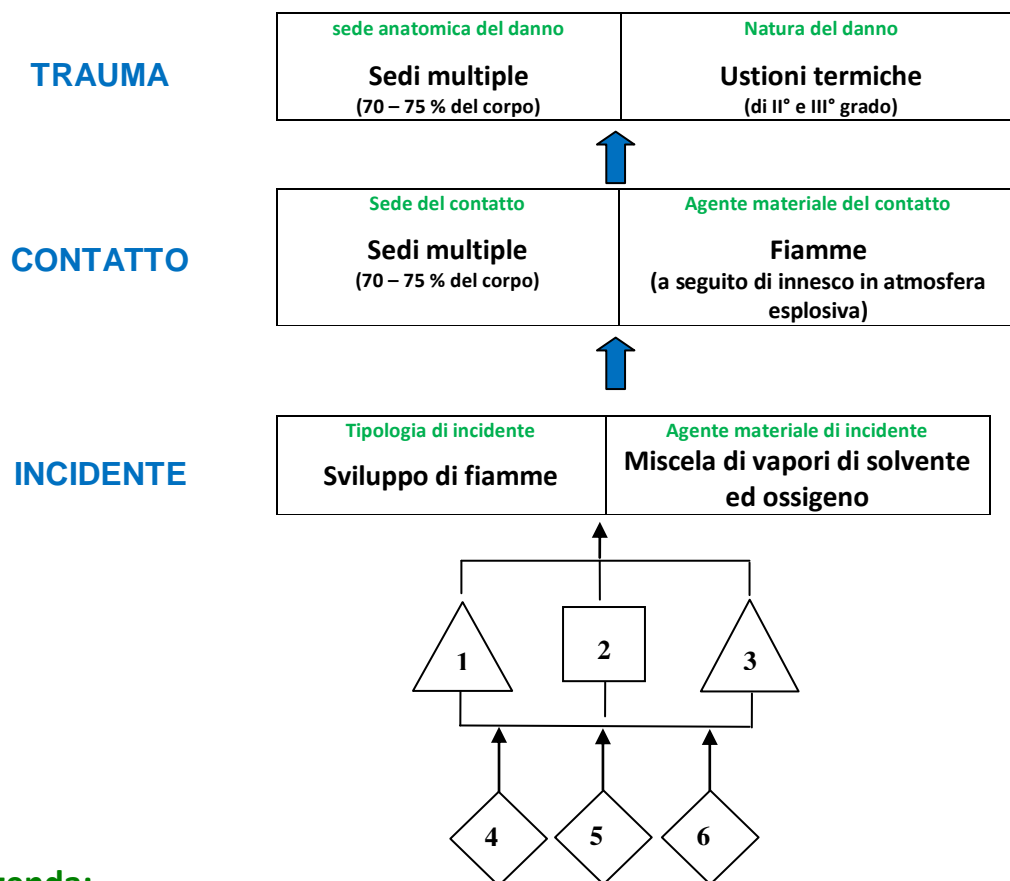 sede anatomica del danno
Natura del danno
TRAUMA
Sedi multiple
(70 – 75 % del corpo)
Ustioni termiche
(di II° e III° grado)
Sede del contatto
Agente materiale del contatto
CONTATTO
Sedi multiple
(70 – 75 % del corpo)
Fiamme
(a seguito di innesco in atmosfera
esplosiva)
Tipologia di incidente
Agente materiale di incidente
INCIDENTE
Sviluppo di fiamme
Miscela di vapori di solvente
ed ossigeno
1
2
3
4
5
6